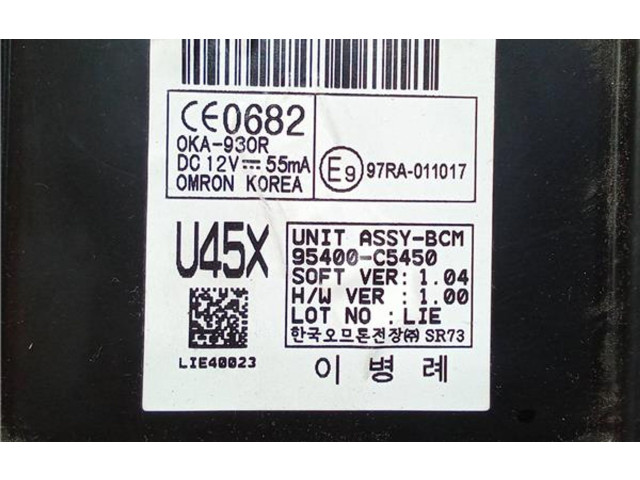 CE0682
OKA-930R
DC 12V⎓55mA
OMRON KOREA
E9 97RA-011017
U45X
UNIT ASSY-BCM
95400-C5450
SOFT VER: 1.04
H/W VER : 1.00
LOT NO : LIE
한국오므론전장㈜ SR73
LIE40023
이 병 례